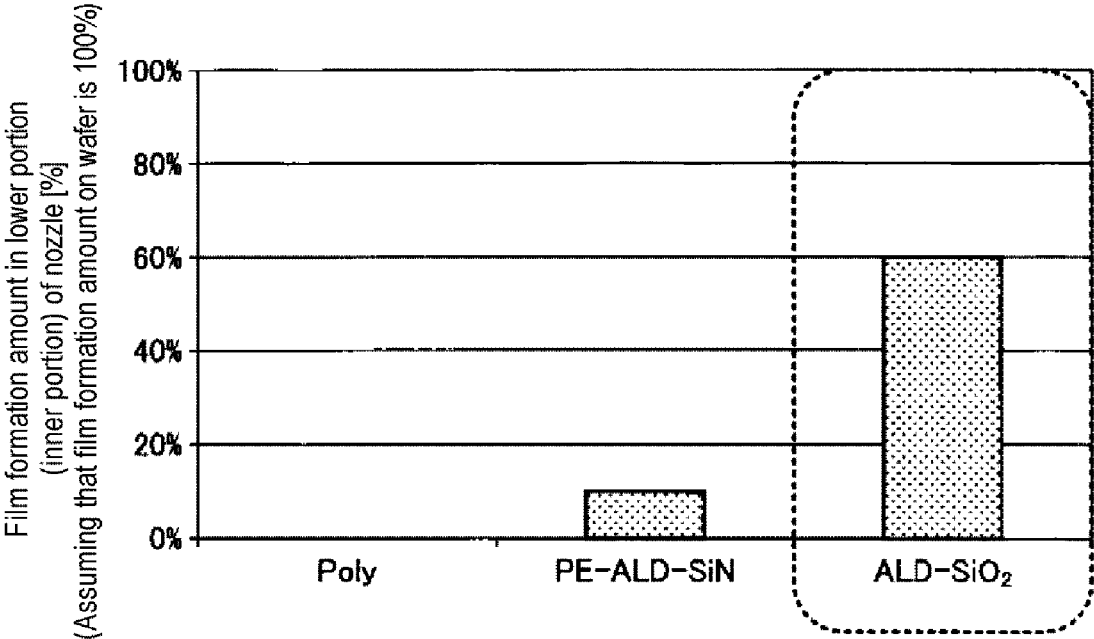 Film formation amount in lower portion
(inner portion) of nozzle [%]
(Assuming that film formation amount on wafer is 100%)
100%
80%
60%
40%
20%
0%
Poly
PE-ALD-SiN
ALD-SiO₂